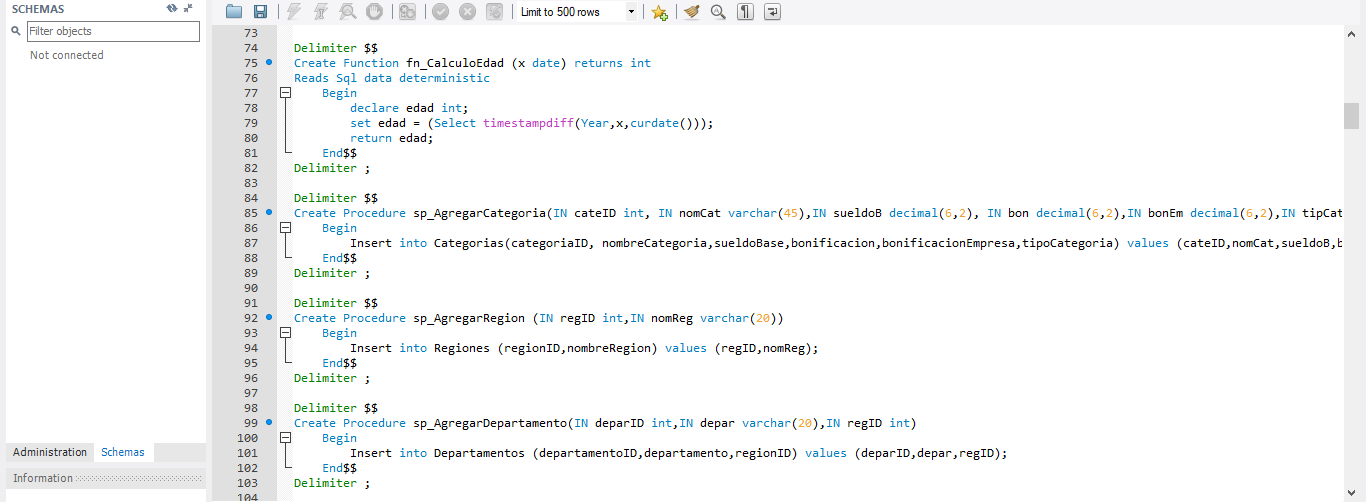 SCHEMAS
Limit to 500 rows
Filter objects
Not connected
73
74 Delimiter $$
75 Create Function fn_CalculoEdad (x date) returns int
76 Reads Sql data deterministic
77 Begin
78 declare edad int;
79 set edad = (Select timestampdiff(Year,x,curdate()));
80 return edad;
81 End$$
82 Delimiter ;
83
84 Delimiter $$
85 Create Procedure sp_AgregarCategoria(IN cateID int, IN nomCat varchar(45),IN sueldoB decimal(6,2), IN bon decimal(6,2),IN bonEm decimal(6,2),IN tipCat
86 Begin
87 Insert into Categorias(categoriaID, nombreCategoria,sueldoBase,bonificacion,bonificacionEmpresa,tipoCategoria) values (cateID,nomCat,sueldoB,b
88 End$$
89 Delimiter ;
90
91 Delimiter $$
92 Create Procedure sp_AgregarRegion (IN regID int,IN nomReg varchar(20))
93 Begin
94 Insert into Regiones (regionID,nombreRegion) values (regID,nomReg);
95 End$$
96 Delimiter ;
97
98 Delimiter $$
99 Create Procedure sp_AgregarDepartamento(IN deparID int,IN depar varchar(20),IN regID int)
100 Begin
101 Insert into Departamentos (departamentoID,departamento,regionID) values (deparID,depar,regID);
102 End$$
103 Delimiter ;
104
Administration Schemas
Information